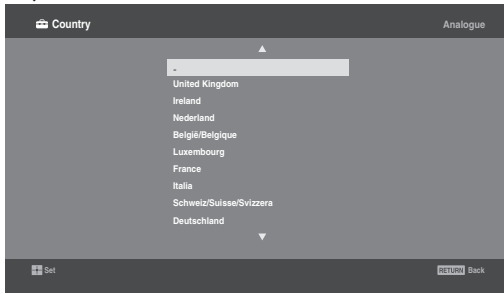 Country
Analogue
-
United Kingdom
Ireland
Nederland
België/Belgique
Luxembourg
France
Italia
Schweiz/Suisse/Svizzera
Deutschland
Set
RETURN Back